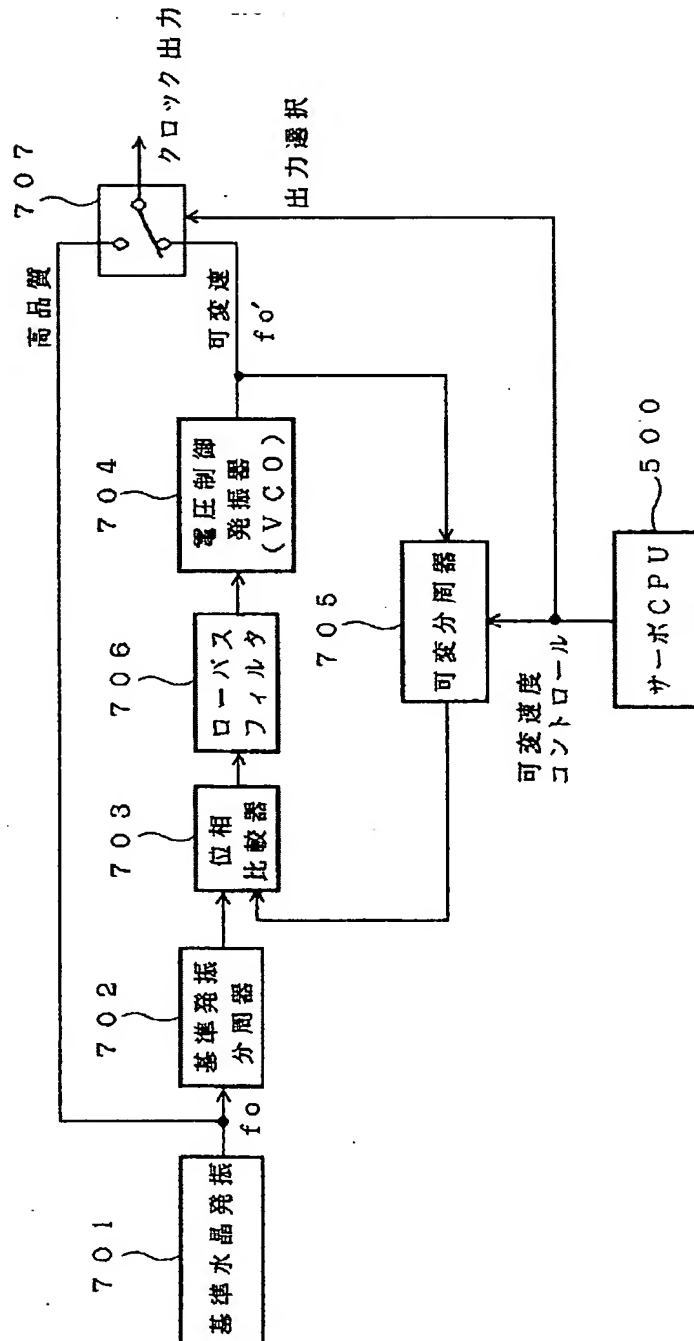 701
基準水晶発振
fo
702
基準発振
分周器
703
位相
比較器
706
ローパス
フィルタ
704
電圧制御
発振器
(VCO)
高品質
可変速
fo'
707
クロック出力
出力選択
705
可変分周器
可変速度
コントロール
サーボCPU
500